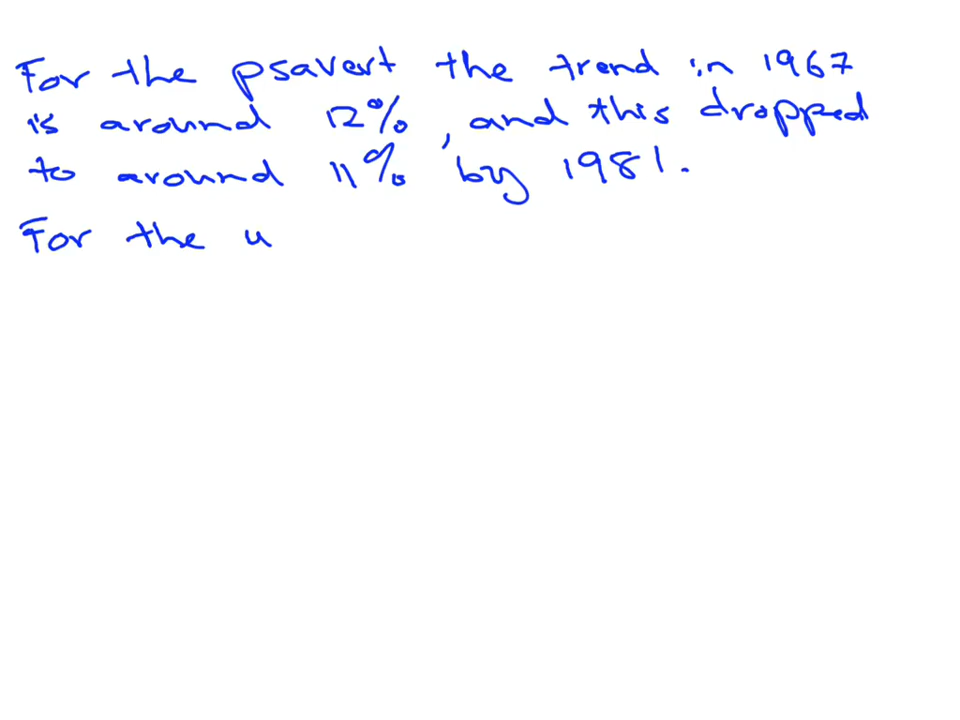 For the psavert the trend in 1967
is around 12%, and this dropped
to around 11% by 1981.
For the u